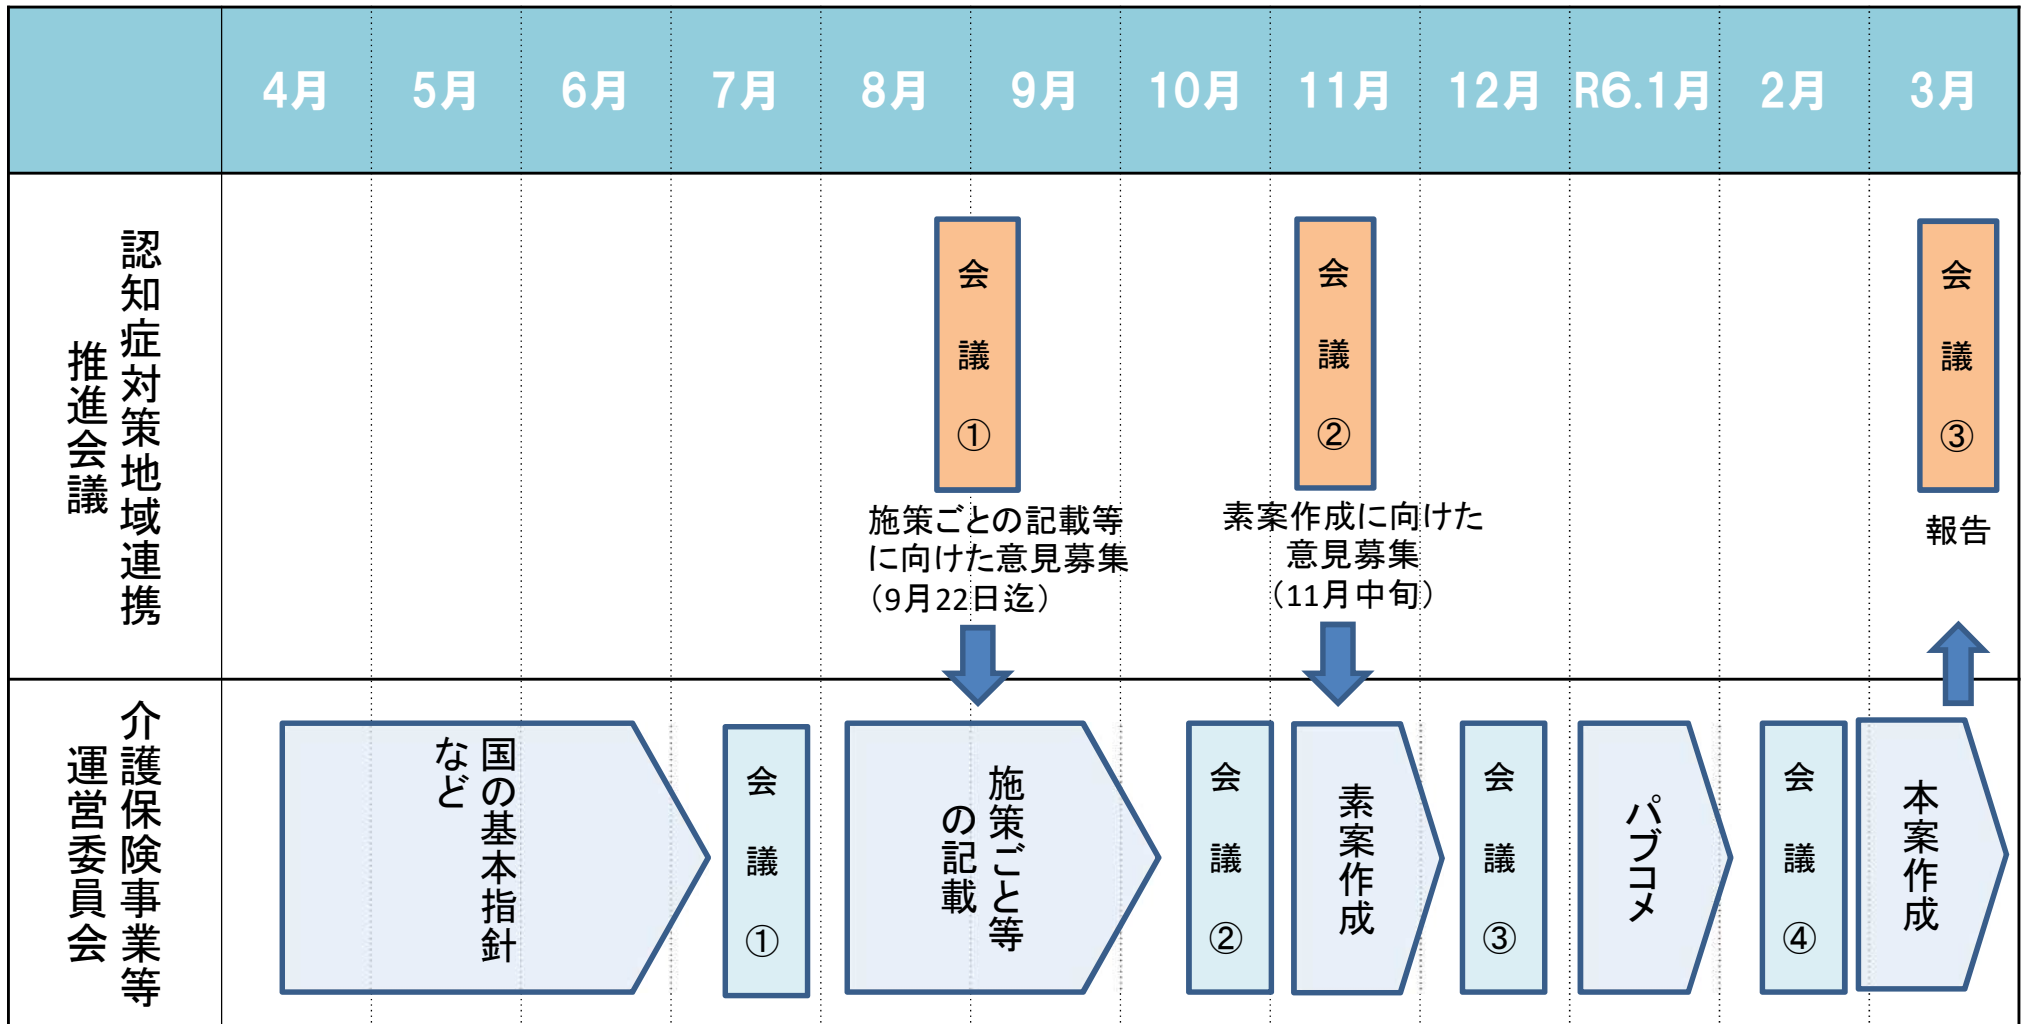 4月 5月 6月 7月 8月 9月 10月 11月 12月 R6.1月 2月 3月
認知症対策地域連携
推進会議
会議①
施策ごとの記載等
に向けた意見募集
（9月22日迄）
会議②
素案作成に向けた
意見募集
（11月中旬）
会議③
報告
介護保険事業等
運営委員会
国の基本指針
など
会議①
施策ごと等
の記載
会議②
素案作成
会議③
パブコメ
会議④
本案作成